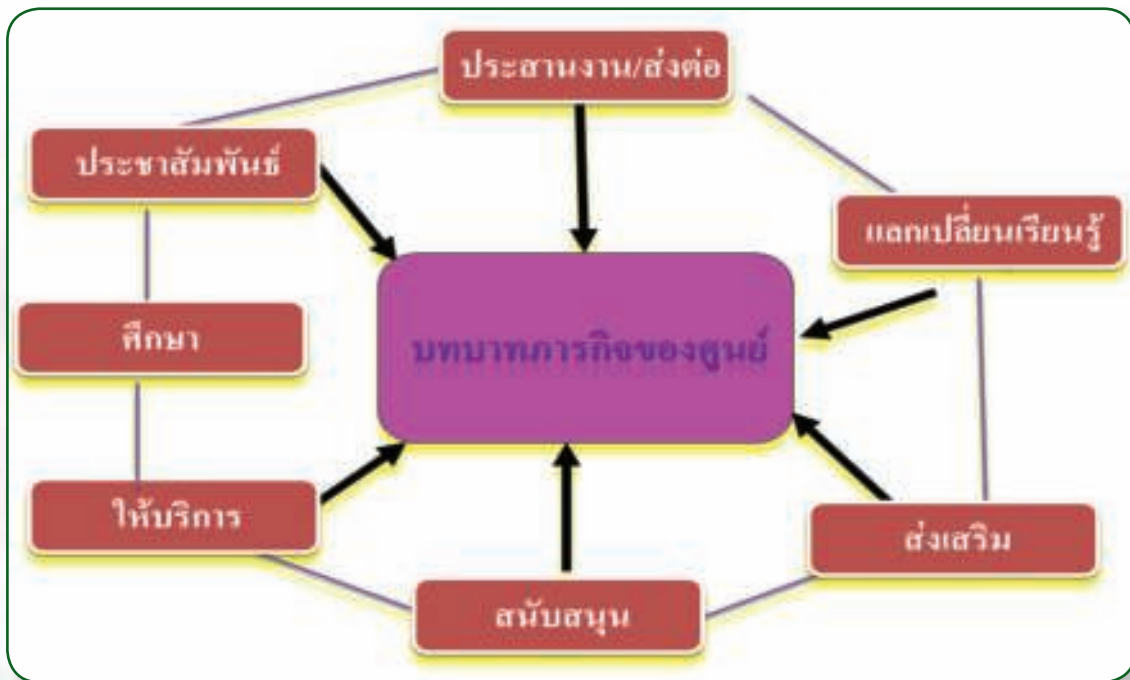 ประสานงาน/ส่งต่อ
ประชาสัมพันธ์
แลกเปลี่ยนเรียนรู้
ศึกษา
บทบาทภารกิจของศูนย์
ให้บริการ
ส่งเสริม
สนับสนุน